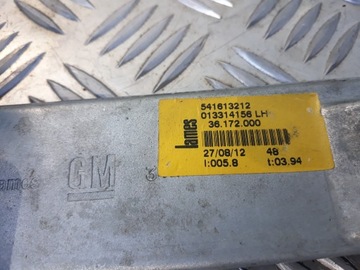 541613212
013314156 LH
36.172.000
Lames
27/08/12 48
I:005.8 t:03.94
GM